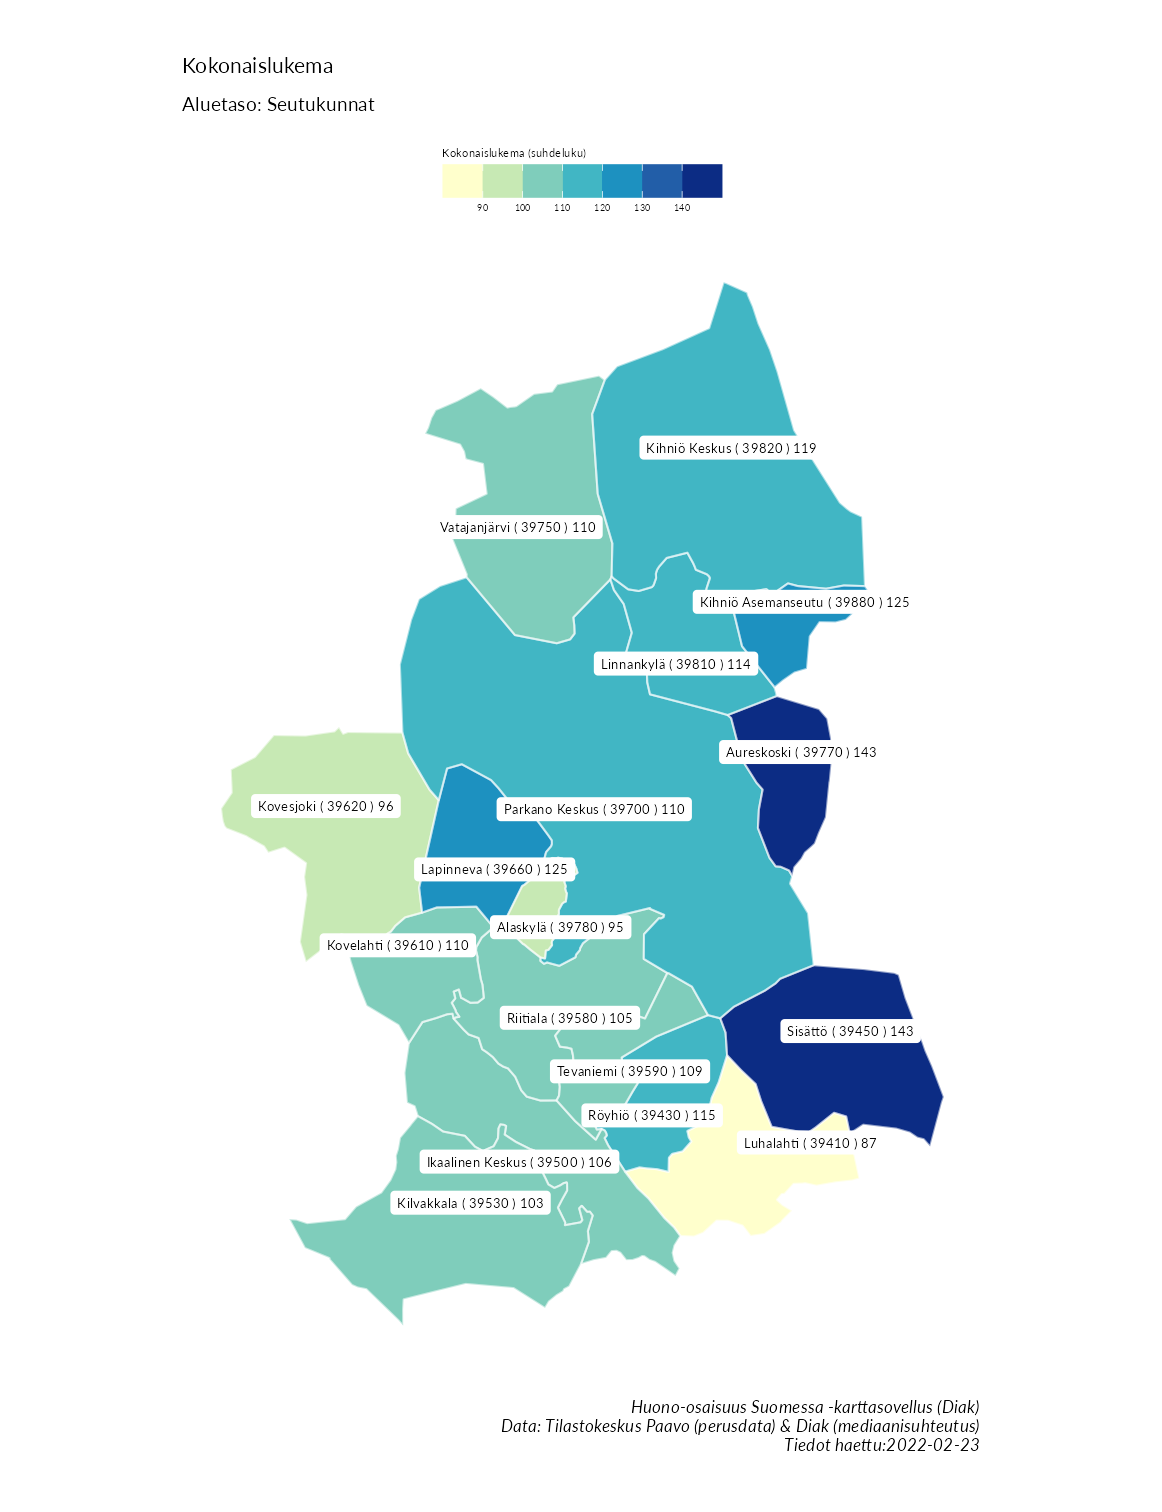 Kokonaislukema
Aluetaso: Seutukunnat
Kokonaislukema (suhdeluku)
90 100 110 120 130 140
Kihniö Keskus ( 39820 ) 119
Vatajanjärvi ( 39750 ) 110
Kihniö Asemanseutu ( 39880 ) 125
Linnankylä ( 39810 ) 114
Aureskoski ( 39770 ) 143
Kovesjoki ( 39620 ) 96
Parkano Keskus ( 39700 ) 110
Lapinneva ( 39660 ) 125
Alaskylä ( 39780 ) 95
Kovelahti ( 39610 ) 110
Riitiala ( 39580 ) 105
Sisättö ( 39450 ) 143
Tevaniemi ( 39590 ) 109
Röyhiö ( 39430 ) 115
Luhalahti ( 39410 ) 87
Ikaalinen Keskus ( 39500 ) 106
Kilvakkala ( 39530 ) 103
Huono-osaisuus Suomessa -karttasovellus (Diak)
Data: Tilastokeskus Paavo (perusdata) & Diak (mediaanisuhteutus)
Tiedot haettu:2022-02-23